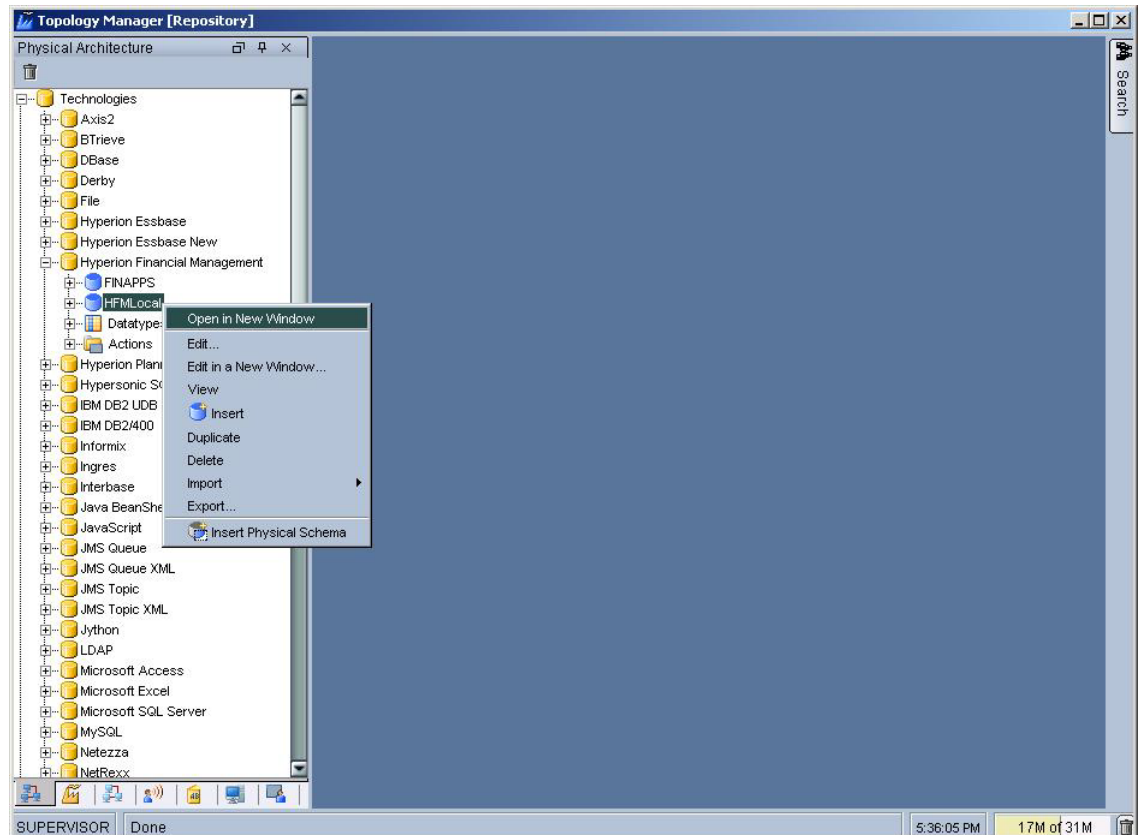 Topology Manager [Repository]
Physical Architecture
Search
Technologies
Axis2
BTrieve
DBase
Derby
File
Hyperion Essbase
Hyperion Essbase New
Hyperion Financial Management
FINAPPS
HFMLocal
Datatype
Actions
Hyperion Plan
Hypersonic S
IBM DB2 UDB
IBM DB2/400
Informix
Ingres
Interbase
Java BeanShe
JavaScript
JMS Queue
JMS Queue XML
JMS Topic
JMS Topic XML
Jython
LDAP
Microsoft Access
Microsoft Excel
Microsoft SQL Server
MySQL
Netezza
NetRexx
Open in New Window
Edit...
Edit in a New Window...
View
Insert
Duplicate
Delete
Import
Export...
Insert Physical Schema
SUPERVISOR
Done
5:36:05 PM
17M of 31M